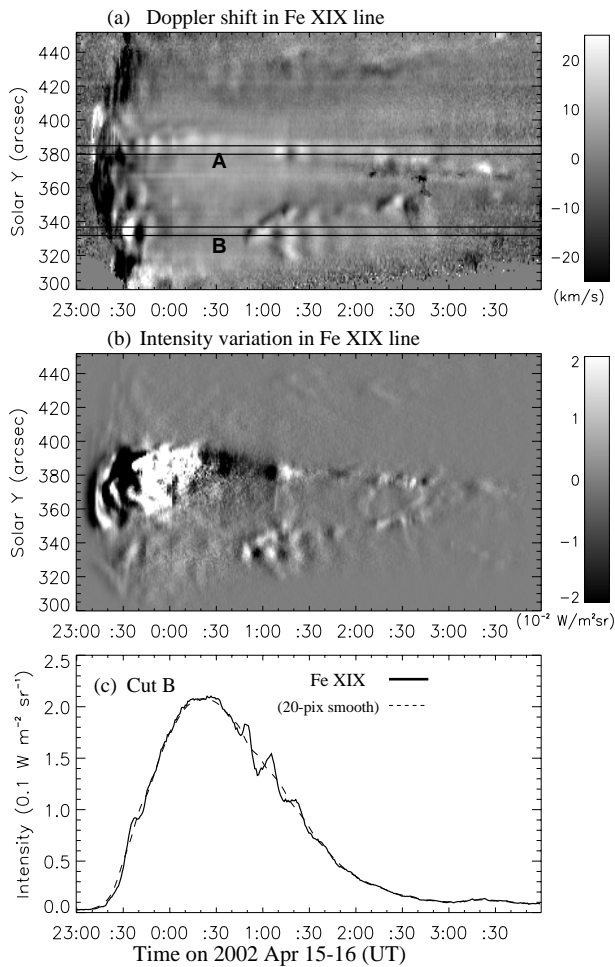 (a) Doppler shift in Fe XIX line
Solar Y (arcsec)
440
420
400
380
360
340
320
300
A
B
20
10
0
−10
−20
(km/s)
23:00 :30 0:00 :30 1:00 :30 2:00 :30 3:00 :30
(b) Intensity variation in Fe XIX line
Solar Y (arcsec)
440
420
400
380
360
340
320
300
2
1
0
−1
−2
(10⁻² W/m²sr)
23:00 :30 0:00 :30 1:00 :30 2:00 :30 3:00 :30
(c) Cut B
Fe XIX
(20-pix smooth)
Intensity (0.1 W m⁻² sr⁻¹)
2.5
2.0
1.5
1.0
0.5
0.0
23:00 :30 0:00 :30 1:00 :30 2:00 :30 3:00 :30
Time on 2002 Apr 15-16 (UT)